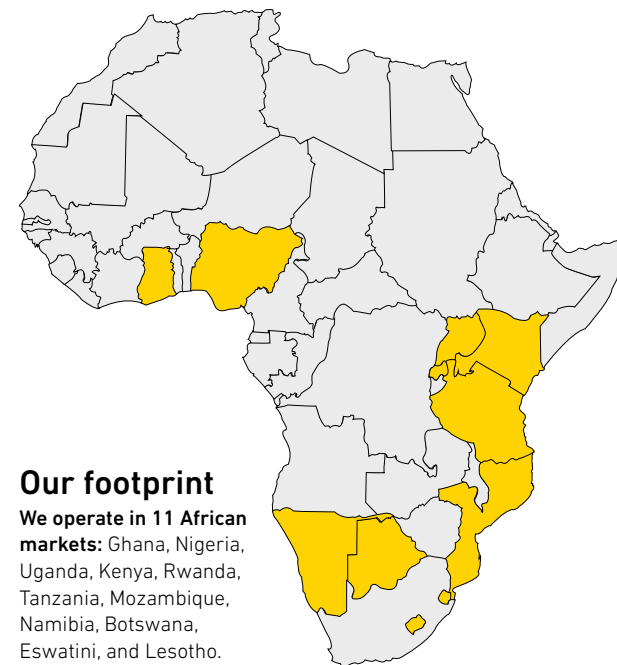 Our footprint
We operate in 11 African
markets: Ghana, Nigeria,
Uganda, Kenya, Rwanda,
Tanzania, Mozambique,
Namibia, Botswana,
Eswatini, and Lesotho.